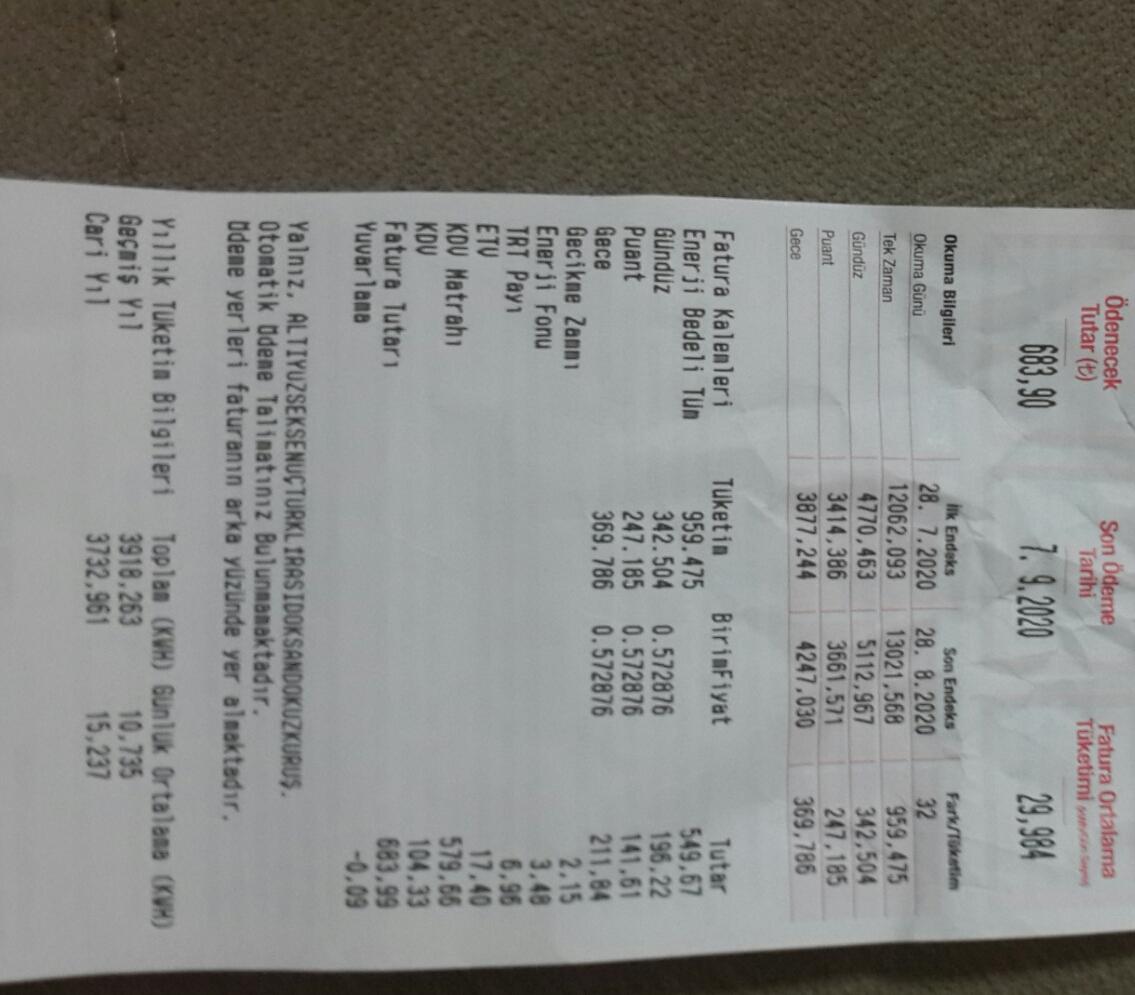 Ödenecek Tutar (₺) Son Ödeme Tarihi Fatura Ortalama Tüketimi
683,90 7. 9.2020 29,984
Okuma Bilgileri İlk Endeks Son Endeks Fark/Tüketim
Okuma Günü 28. 7.2020 28. 8.2020 32
Tek Zaman 12062,093 13021,568 959,475
Gündüz 4770,463 5112,967 342,504
Puant 3414,386 3661,571 247,185
Gece 3877,244 4247,030 369,786
Fatura Kalemleri Tüketim BirimFiyat Tutar
Enerji Bedeli Tüm 959.475 549,67
Gündüz 342.504 0.572876 196,22
Puant 247.185 0.572876 141,61
Gece 369.786 0.572876 211,84
Gecikme Zammı 2,15
Enerji Fonu 3,48
TRT Payı 6,96
ETV 17,40
KDV Matrahı 579,66
KDV 104,33
Fatura Tutarı 683,99
Yuvarlama -0,09
Yalnız, ALTIYÜZSEKSENÜÇTÜRKLİRASIDOKSANDOKUZKURUŞ.
Otomatik Ödeme Talimatınız Bulunmamaktadır.
Ödeme yerleri faturanın arka yüzünde yer almaktadır.
Yıllık Tüketim Bilgileri Toplam (KWH) Günlük Ortalama (KWH)
Geçmiş Yıl 3918,263 10,735
Cari Yıl 3732,961 15,237